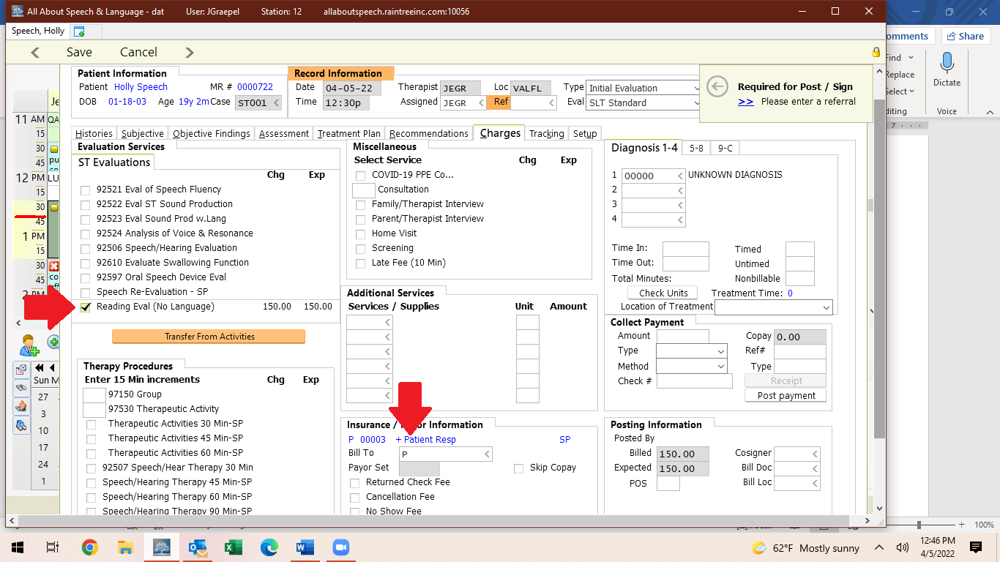 All About Speech & Language - dat User: JGraepel Station: 12 allaboutspeech.raintreeinc.com:10056
Speech, Holly
Save Cancel
Patient Information
Patient Holly Speech MR # 0000722
DOB 01-18-03 Age 19y 2m Case ST001
Record Information
Date 04-05-22 Therapist JEGR Loc VALFL Type Initial Evaluation
Time 12:30p Assigned JEGR Ref Eval SLT Standard
Required for Post / Sign
>> Please enter a referral
omments Share
Find
Replace
Select
diting
Dictate
Voice
7
Histories Subjective Objective Findings Assessment Treatment Plan Recommendations Charges Tracking Setup
Je
11 AM QA
15
30
45
12 PM LU
15
30
45
1 PM
15
30
45 co
2 PM
Evaluation Services
ST Evaluations
Chg Exp
92521 Eval of Speech Fluency
92522 Eval ST Sound Production
92523 Eval Sound Prod w.Lang
92524 Analysis of Voice & Resonance
92506 Speech/Hearing Evaluation
92610 Evaluate Swallowing Function
92597 Oral Speech Device Eval
Speech Re-Evaluation - SP
Reading Eval (No Language) 150.00 150.00
Transfer From Activities
Therapy Procedures
Enter 15 Min increments Chg Exp
97150 Group
97530 Therapeutic Activity
Therapeutic Activities 30 Min-SP
Therapeutic Activities 45 Min-SP
Therapeutic Activities 60 Min-SP
92507 Speech/Hear Therapy 30 Min
Speech/Hearing Therapy 45 Min-SP
Speech/Hearing Therapy 60 Min-SP
Speech/Hearing Therapy 90 Min-SP
Sun M
27
3
10
17
24
1
Miscellaneous
Select Service Chg Exp
COVID-19 PPE Co...
Consultation
Family/Therapist Interview
Parent/Therapist Interview
Home Visit
Screening
Late Fee (10 Min)
Additional Services
Services / Supplies Unit Amount
Insurance / Information
P 00003 + Patient Resp SP
Bill To P
Payor Set Skip Copay
Returned Check Fee
Cancellation Fee
No Show Fee
Diagnosis 1-4 5-8 9-C
1 00000 UNKNOWN DIAGNOSIS
2
3
4
Time In: Timed
Time Out: Untimed
Total Minutes: Nonbillable
Check Units Treatment Time: 0
Location of Treatment
Collect Payment
Amount Copay 0.00
Type Ref#
Method Type
Check # Receipt
Post payment
Posting Information
Posted By
Billed 150.00 Cosigner
Expected 150.00 Bill Doc
POS Bill Loc
100%
62°F Mostly sunny
12:46 PM
4/5/2022